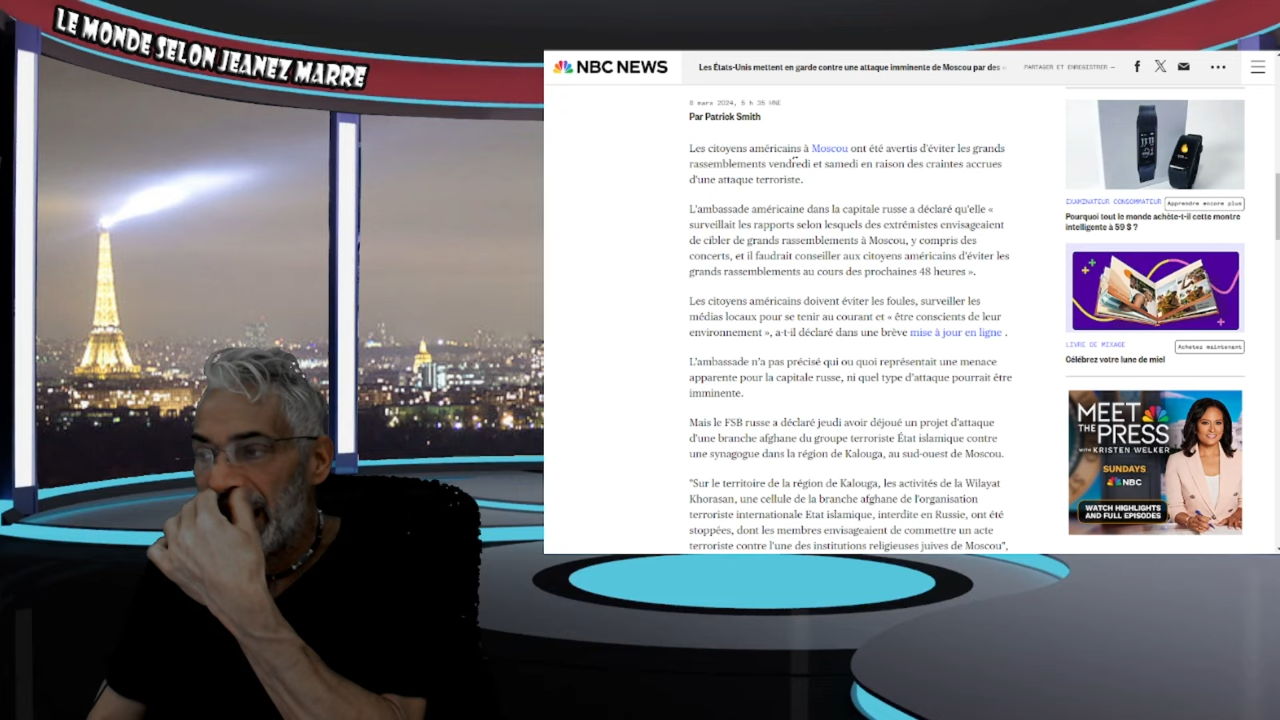 LE MONDE SELON JEANEZ MARRE
NBC NEWS
Les États-Unis mettent en garde contre une attaque imminente de Moscou par des
PARTAGER ET ENREGISTRER —
8 mars 2024, 5 h 35 HNE
Par Patrick Smith
Les citoyens américains à Moscou ont été avertis d'éviter les grands
rassemblements vendredi et samedi en raison des craintes accrues
d'une attaque terroriste.
L'ambassade américaine dans la capitale russe a déclaré qu'elle «
surveillait les rapports selon lesquels des extrémistes envisageaient
de cibler de grands rassemblements à Moscou, y compris des
concerts, et il faudrait conseiller aux citoyens américains d'éviter les
grands rassemblements au cours des prochaines 48 heures ».
Les citoyens américains doivent éviter les foules, surveiller les
médias locaux pour se tenir au courant et « être conscients de leur
environnement », a-t-il déclaré dans une brève mise à jour en ligne .
L'ambassade n'a pas précisé qui ou quoi représentait une menace
apparente pour la capitale russe, ni quel type d'attaque pourrait être
imminente.
Mais le FSB russe a déclaré jeudi avoir déjoué un projet d'attaque
d'une branche afghane du groupe terroriste État islamique contre
une synagogue dans la région de Kalouga, au sud-ouest de Moscou.
"Sur le territoire de la région de Kalouga, les activités de la Wilayat
Khorasan, une cellule de la branche afghane de l'organisation
terroriste internationale Etat islamique, interdite en Russie, ont été
stoppées, dont les membres envisageaient de commettre un acte
terroriste contre l'une des institutions religieuses juives de Moscou",
EXAMINATEUR CONSOMMATEUR
Apprendre encore plus
Pourquoi tout le monde achète-t-il cette montre
intelligente à 59 $ ?
LIVRE DE MIXAGE
Achetez maintenant
Célébrez votre lune de miel
MEET
THE PRESS
WITH KRISTEN WELKER
SUNDAYS
NBC
WATCH HIGHLIGHTS
AND FULL EPISODES